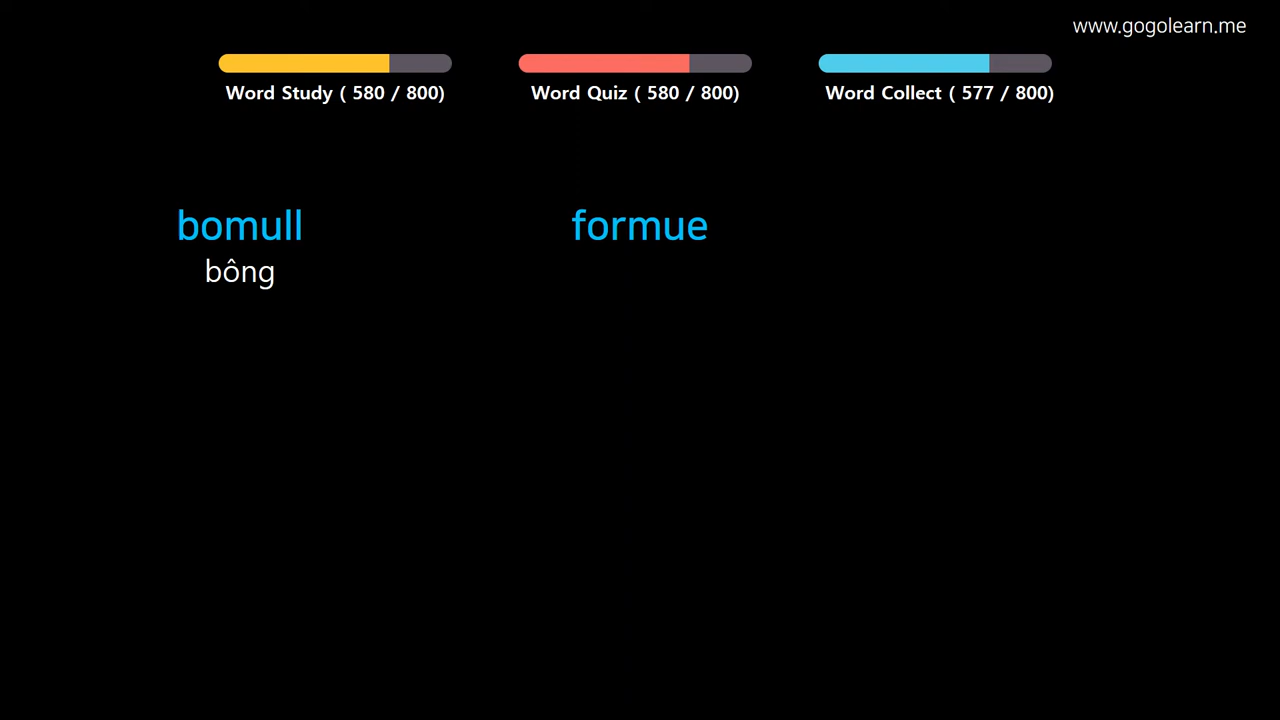 www.gogolearn.me
Word Study ( 580 / 800)
Word Quiz ( 580 / 800)
Word Collect ( 577 / 800)
bomull
bông
formue